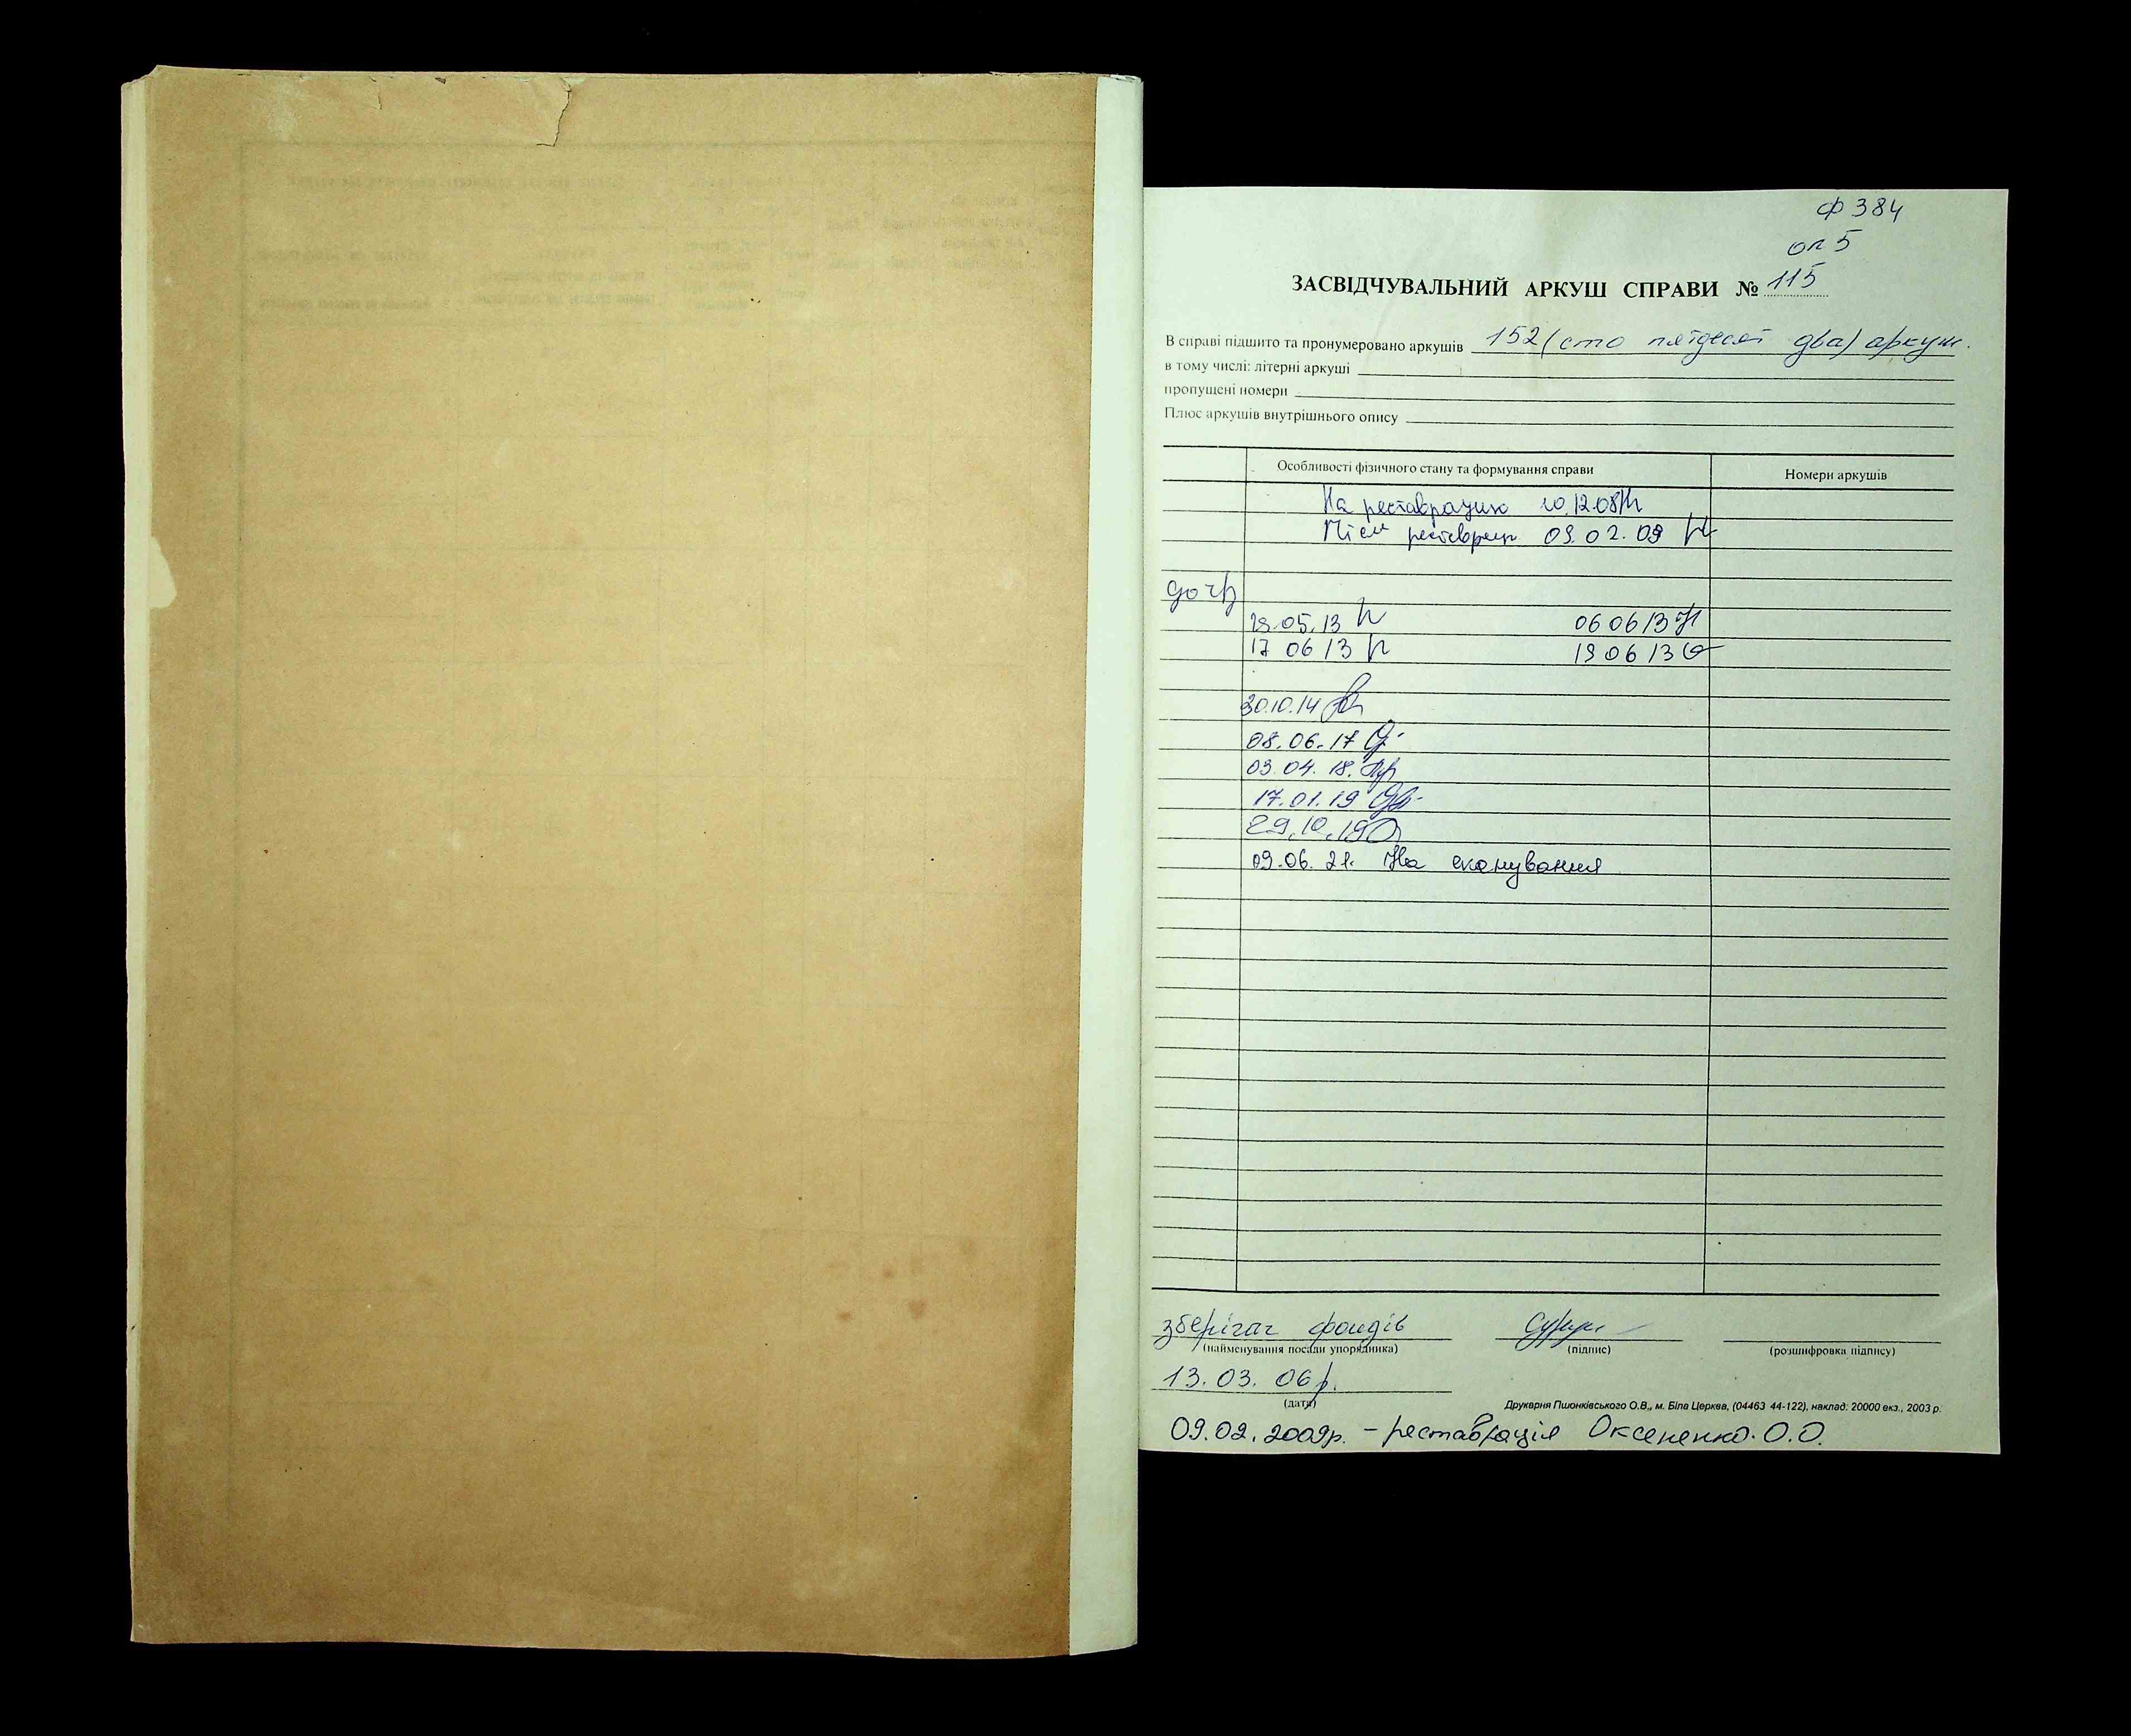 ф 384
оп 5
ЗАСВІДЧУВАЛЬНИЙ АРКУШ СПРАВИ № 115
В справі підшито та пронумеровано аркушів 152 (сто пятдесят два) аркуш.
в тому числі: літерні аркуші
пропущені номери
Плюс аркушів внутрішнього опису
Особливості фізичного стану та формування справи Номери аркушів
На реставрацию 10.12.08
реставрац 09.02.09
до чз
05.13 06 06 13
17 06 13 19 06 13
30.10.14
08.06.17
03.04.18.
17.01.19
29.10.19
09.06.21. На сканування
зберігач фондів
(найменування посади упорядника) (підпис) (розшифровка підпису)
13.03.06 р.
(дата)
Друкарня Пшонківського О.В., м. Біла Церква, (04463 44-122), наклад: 20000 екз., 2003 р.
09.02.2009р. – реставрація Оксененко О.О.